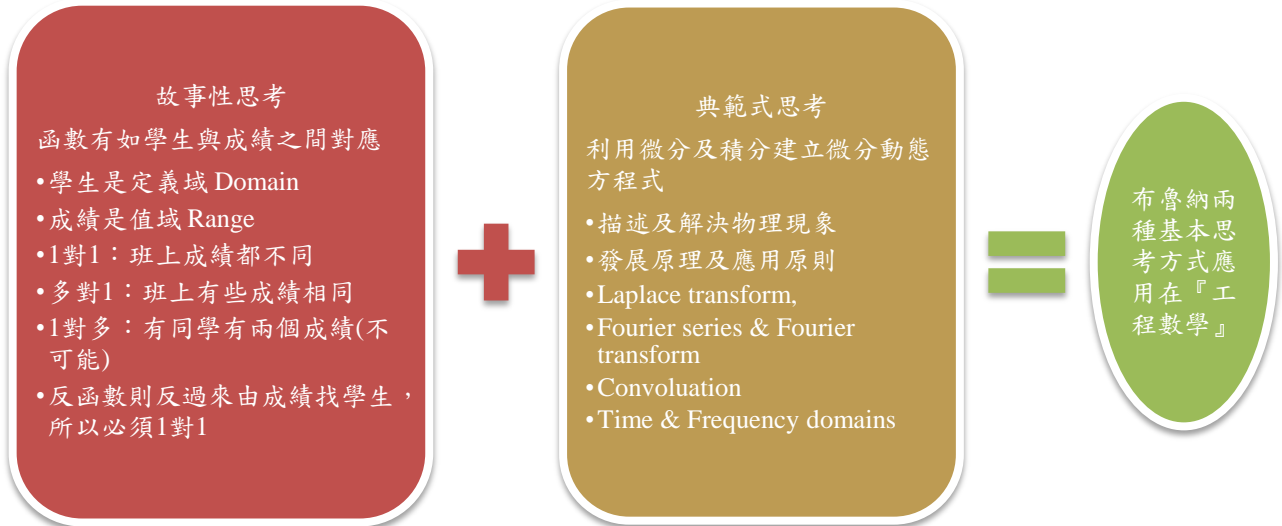 故事性思考
函數有如學生與成績之間對應
•學生是定義域 Domain
•成績是值域 Range
•1對1：班上成績都不同
•多對1：班上有些成績相同
•1對多：有同學有兩個成績(不
可能)
•反函數則反過來由成績找學生，
所以必須1對1
典範式思考
利用微分及積分建立微分動態
方程式
•描述及解決物理現象
•發展原理及應用原則
•Laplace transform,
•Fourier series & Fourier
transform
•Convoluation
•Time & Frequency domains
布魯納兩
種基本思
考方式應
用在『工
程數學』